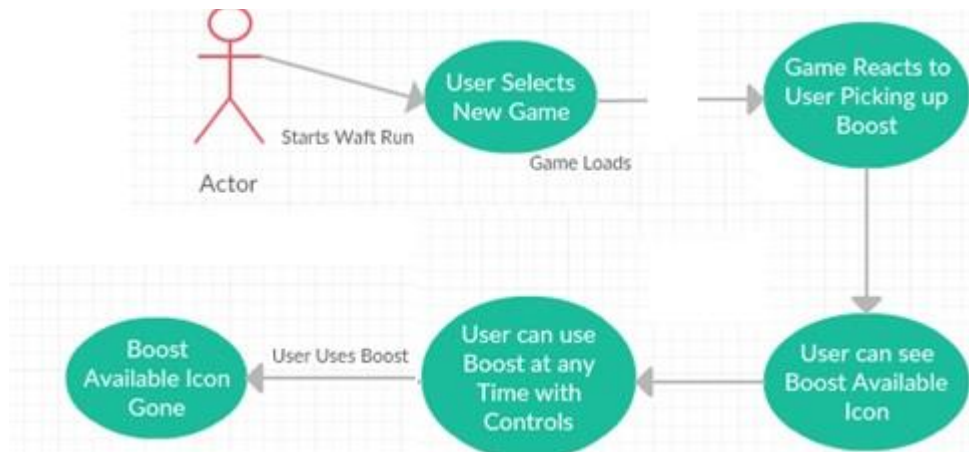 Starts Waft Run
Actor
User Selects
New Game
Game Loads
Game Reacts to
User Picking up
Boost
User can see
Boost Available
Icon
User can use
Boost at any
Time with
Controls
User Uses Boost
Boost
Available Icon
Gone